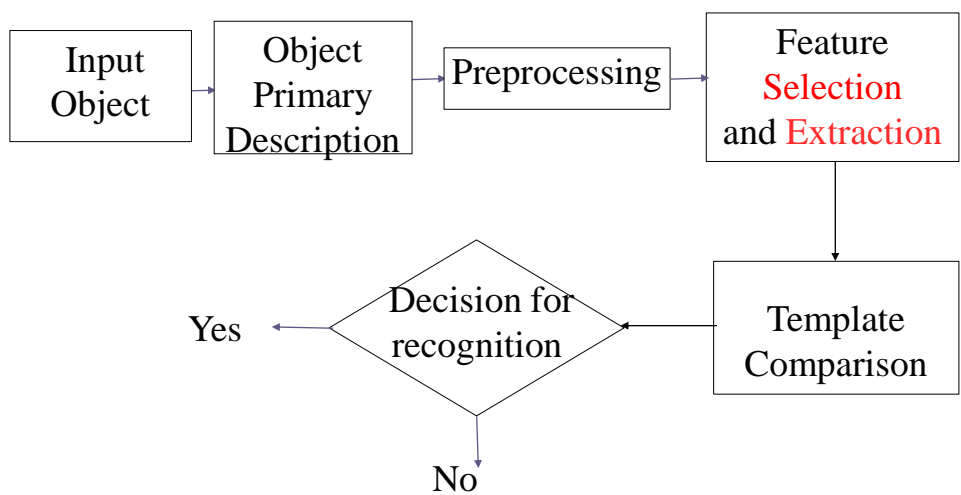 Input
Object
Object
Primary
Description
Preprocessing
Feature
Selection
and Extraction
Template
Comparison
Decision for
recognition
Yes
No